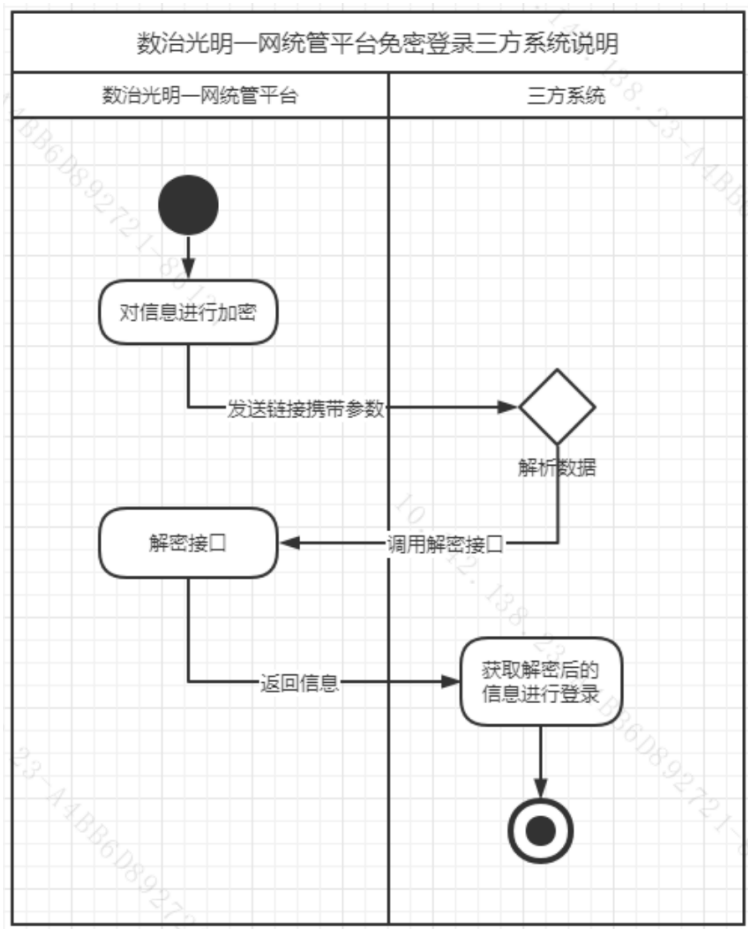 数治光明一网统管平台免密登录三方系统说明
数治光明一网统管平台
三方系统
对信息进行加密
发送链接携带参数
解析数据
解密接口
调用解密接口
返回信息
获取解密后的
信息进行登录